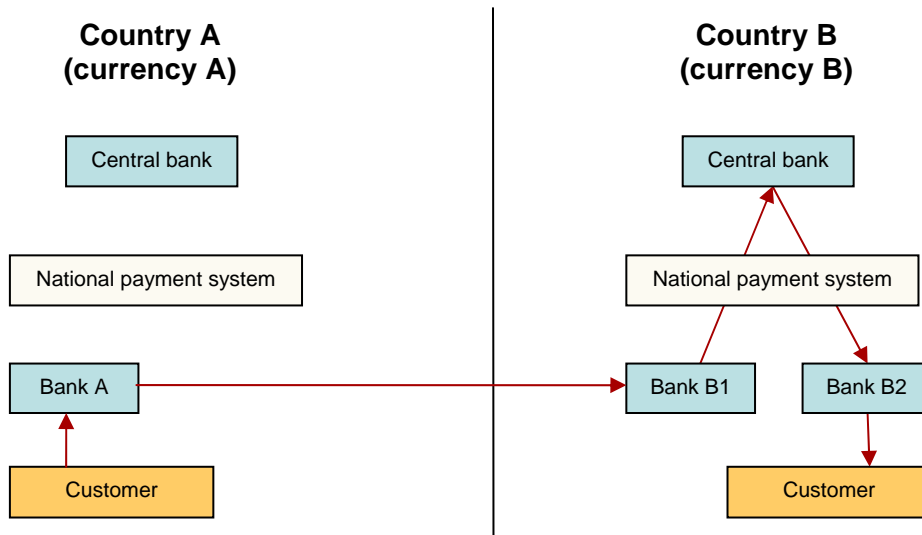 Country A
(currency A)
Country B
(currency B)
Central bank
Central bank
National payment system
National payment system
Bank A
Bank B1
Bank B2
Customer
Customer